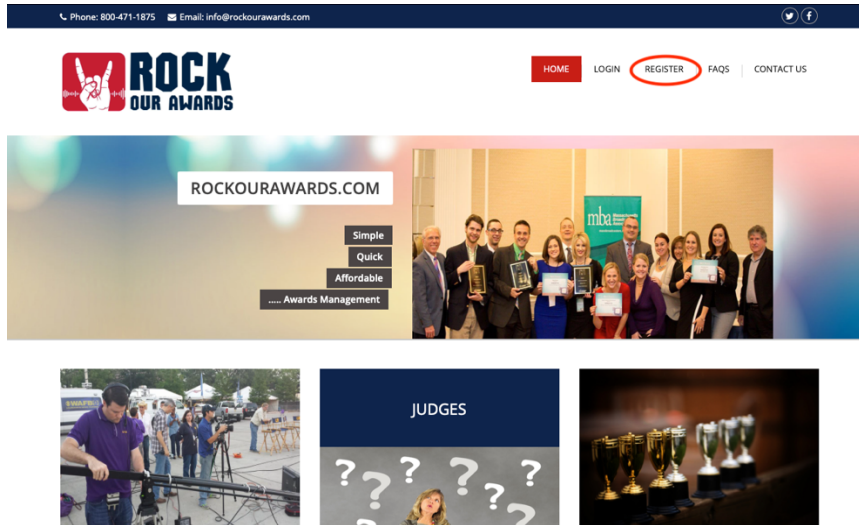 Phone: 800-471-1875 Email: info@rockourawards.com
ROCK
OUR AWARDS
HOME LOGIN REGISTER FAQS CONTACT US
ROCKOURAWARDS.COM
Simple
Quick
Affordable
..... Awards Management
mba
JUDGES
? ? ? ? ? ? ? ?